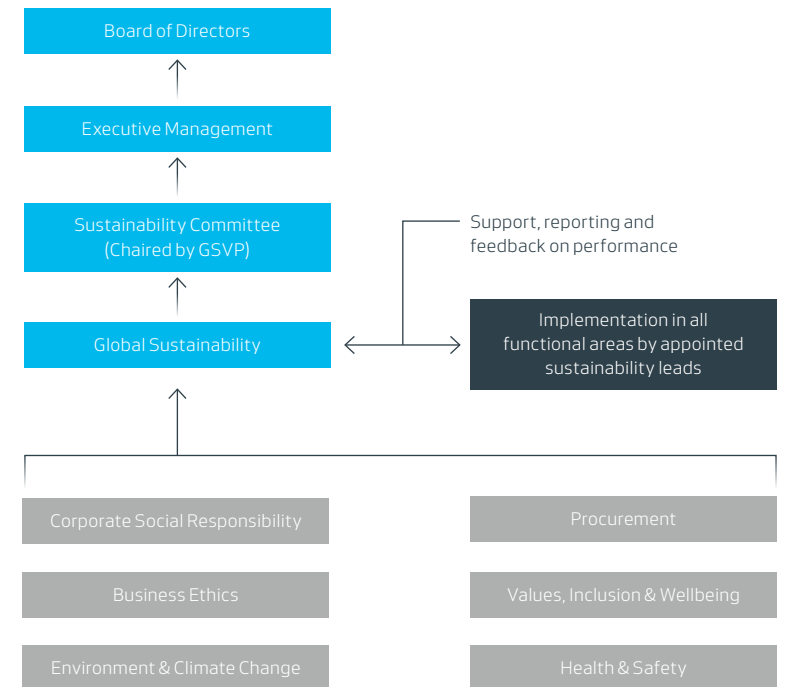 Board of Directors
Executive Management
Sustainability Committee
(Chaired by GSVP)
Support, reporting and
feedback on performance
Global Sustainability
Implementation in all
functional areas by appointed
sustainability leads
Corporate Social Responsibility
Procurement
Business Ethics
Values, Inclusion & Wellbeing
Environment & Climate Change
Health & Safety